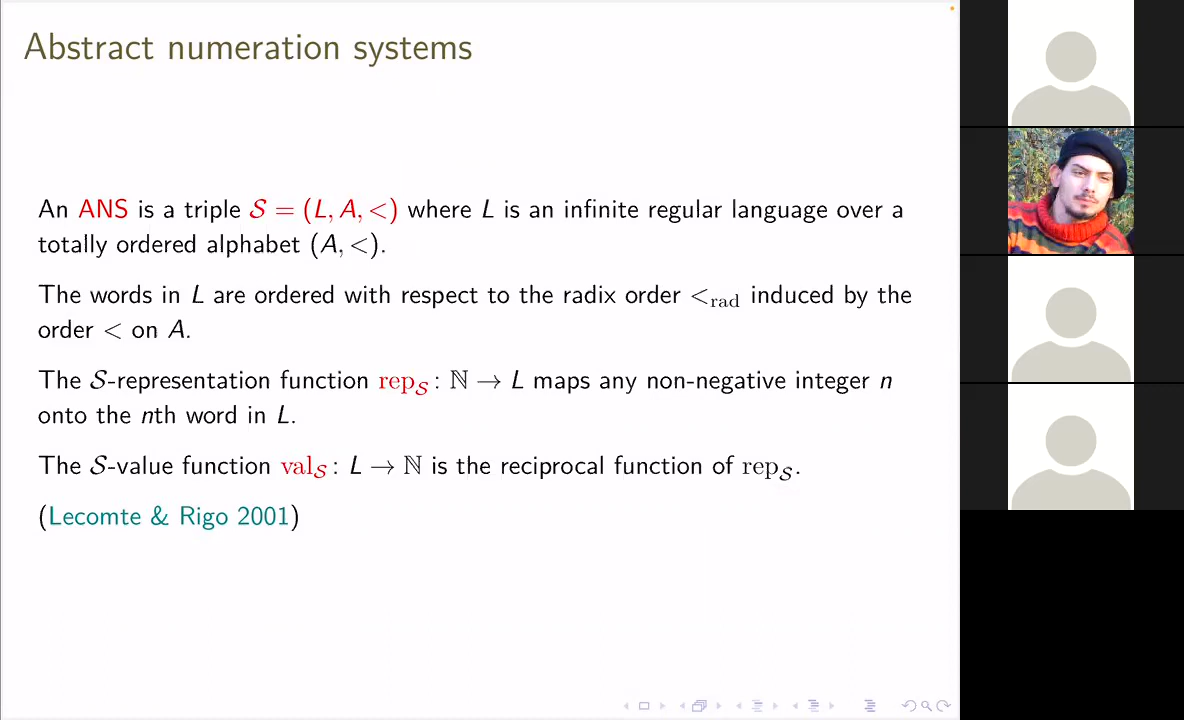 Abstract numeration systems
An ANS is a triple 𝒮 = (L, A, <) where L is an infinite regular language over a
totally ordered alphabet (A, <).
The words in L are ordered with respect to the radix order <rad induced by the
order < on A.
The 𝒮-representation function rep𝒮 : ℕ → L maps any non-negative integer n
onto the nth word in L.
The 𝒮-value function val𝒮 : L → ℕ is the reciprocal function of rep𝒮.
(Lecomte & Rigo 2001)